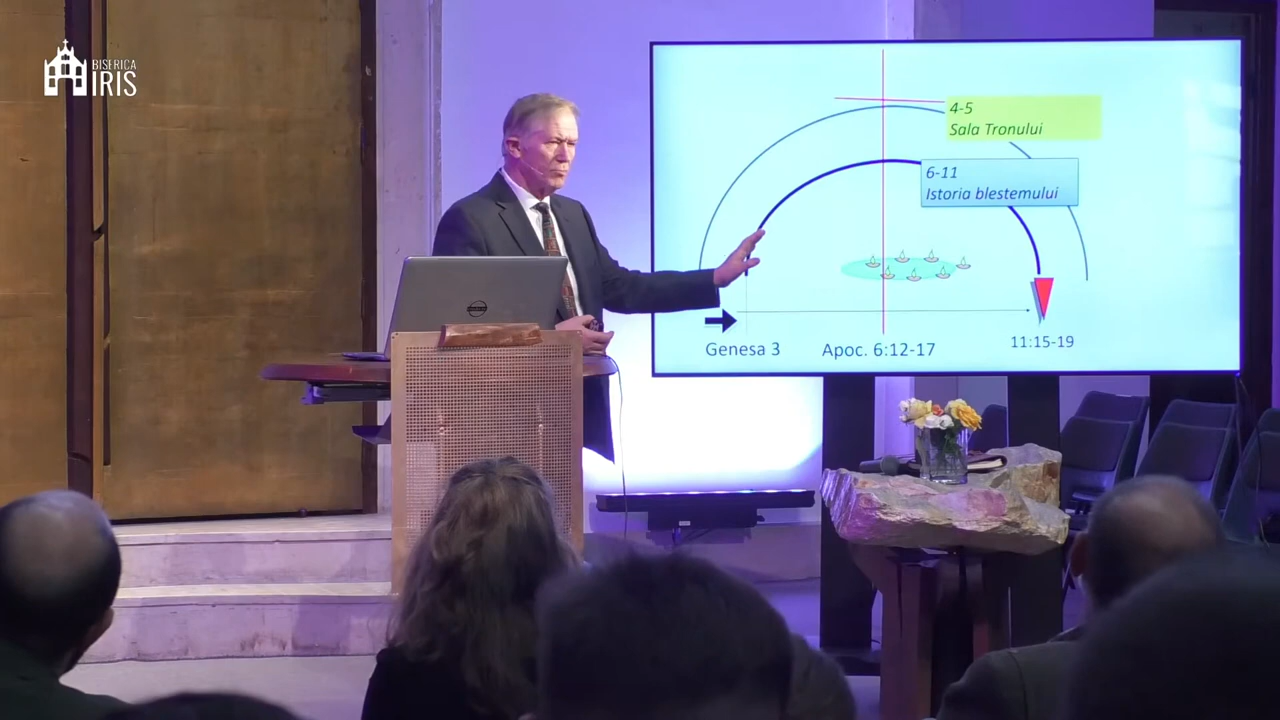 BISERICA
IRIS
4-5
Sala Tronului
6-11
Istoria blestemului
Genesa 3
Apoc. 6:12-17
11:15-19